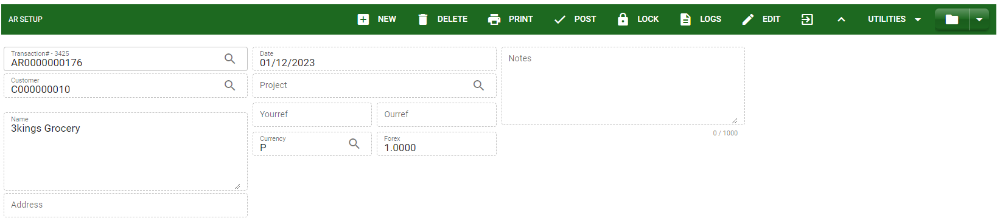 AR SETUP
NEW
DELETE
PRINT
POST
LOCK
LOGS
EDIT
UTILITIES
Transaction# - 3425
AR0000000176
Customer
C000000010
Name
3kings Grocery
Address
Date
01/12/2023
Project
Yourref
Ourref
Currency
P
Forex
1.0000
Notes
0 / 1000